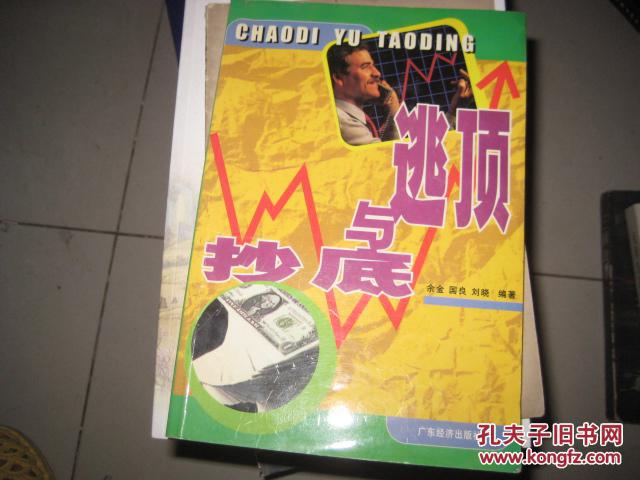 CHAODI YU TAODING
抄底
与
逃顶
余金 国良 刘晓 编著
广东经济出版社
孔夫子旧书网
www.kongfz.com